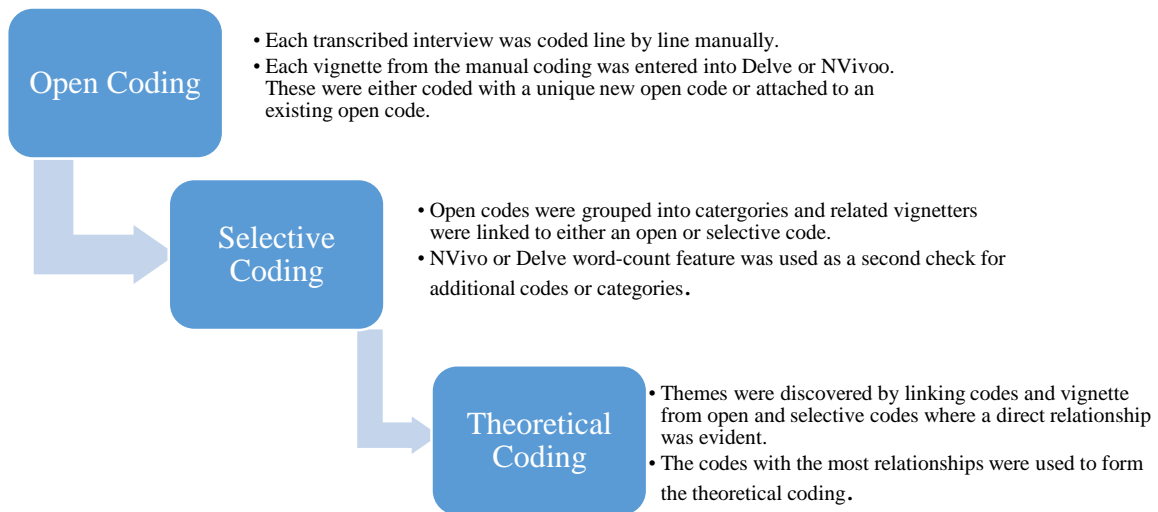 Open Coding
• Each transcribed interview was coded line by line manually.
• Each vignette from the manual coding was entered into Delve or NVivoo.
These were either coded with a unique new open code or attached to an
existing open code.
Selective
Coding
• Open codes were grouped into catergories and related vignetters
were linked to either an open or selective code.
• NVivo or Delve word-count feature was used as a second check for
additional codes or categories.
Theoretical
Coding
• Themes were discovered by linking codes and vignette
from open and selective codes where a direct relationship
was evident.
• The codes with the most relationships were used to form
the theoretical coding.